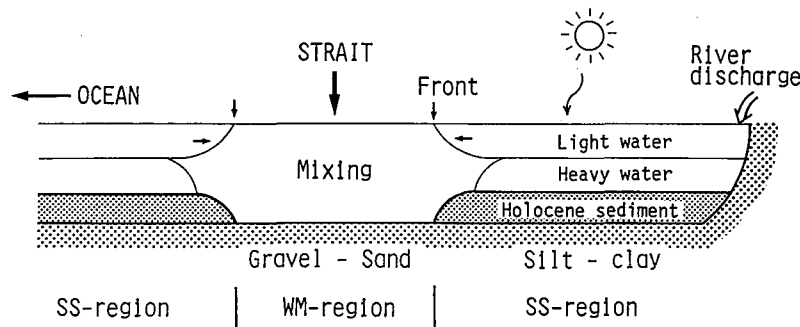 STRAIT
River
discharge
OCEAN
Front
Light water
Mixing
Heavy water
Holocene sediment
Gravel - Sand
Silt - clay
SS-region
WM-region
SS-region